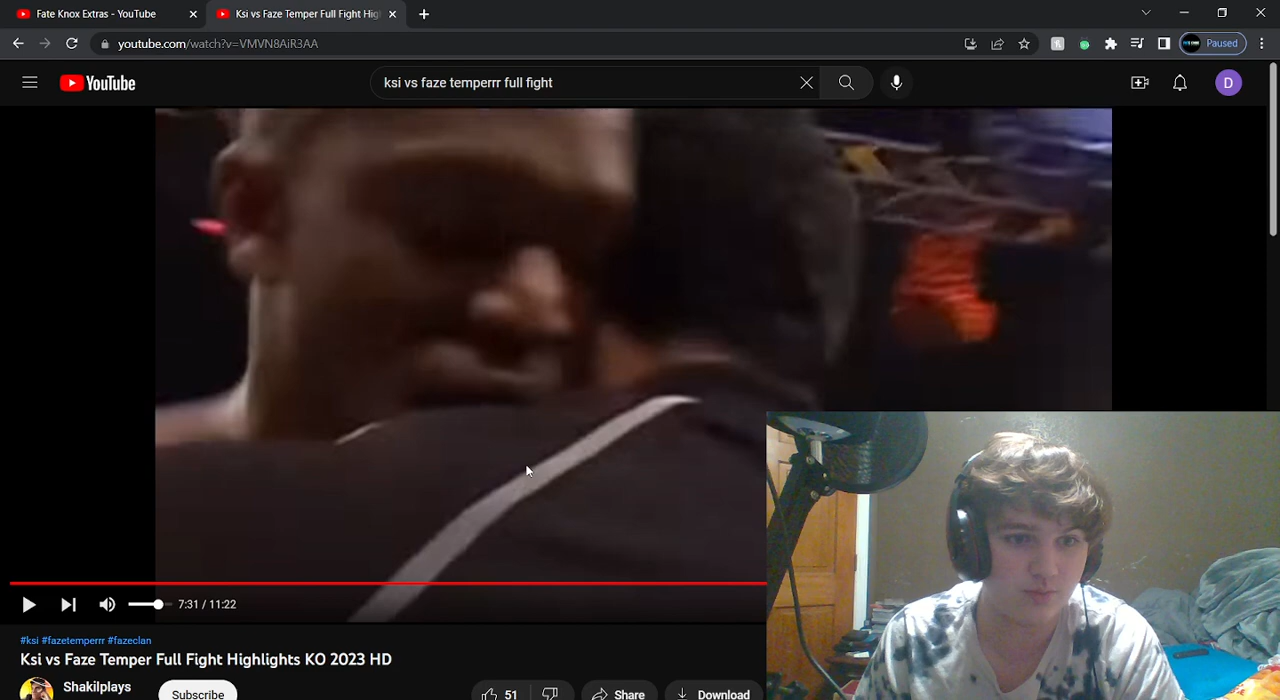 Fate Knox Extras - YouTube
Ksi vs Faze Temper Full Fight Hig
youtube.com/watch?v=VMVN8AiR3AA
Paused
YouTube
ksi vs faze temperrr full fight
D
7:31 / 11:22
#ksi #fazetemperrr #fazeclan
Ksi vs Faze Temper Full Fight Highlights KO 2023 HD
Shakilplays
Subscribe
51
Share
Download